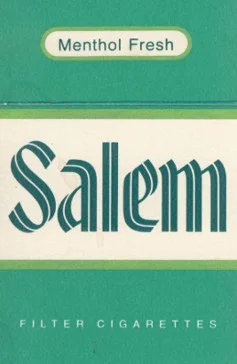 Menthol Fresh
Salem
FILTER CIGARETTES